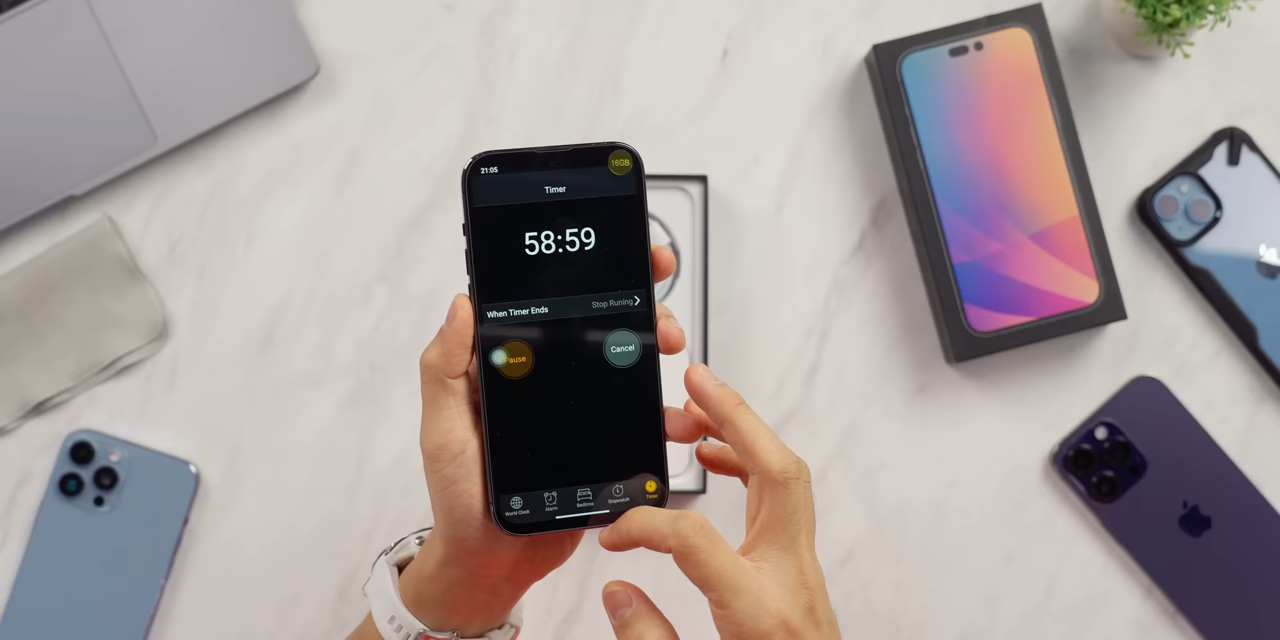 21:05
16GB
Timer
58:59
When Timer Ends
Stop Runing
Pause
Cancel
World Clock
Alarm
Bedtime
Stopwatch
Timer